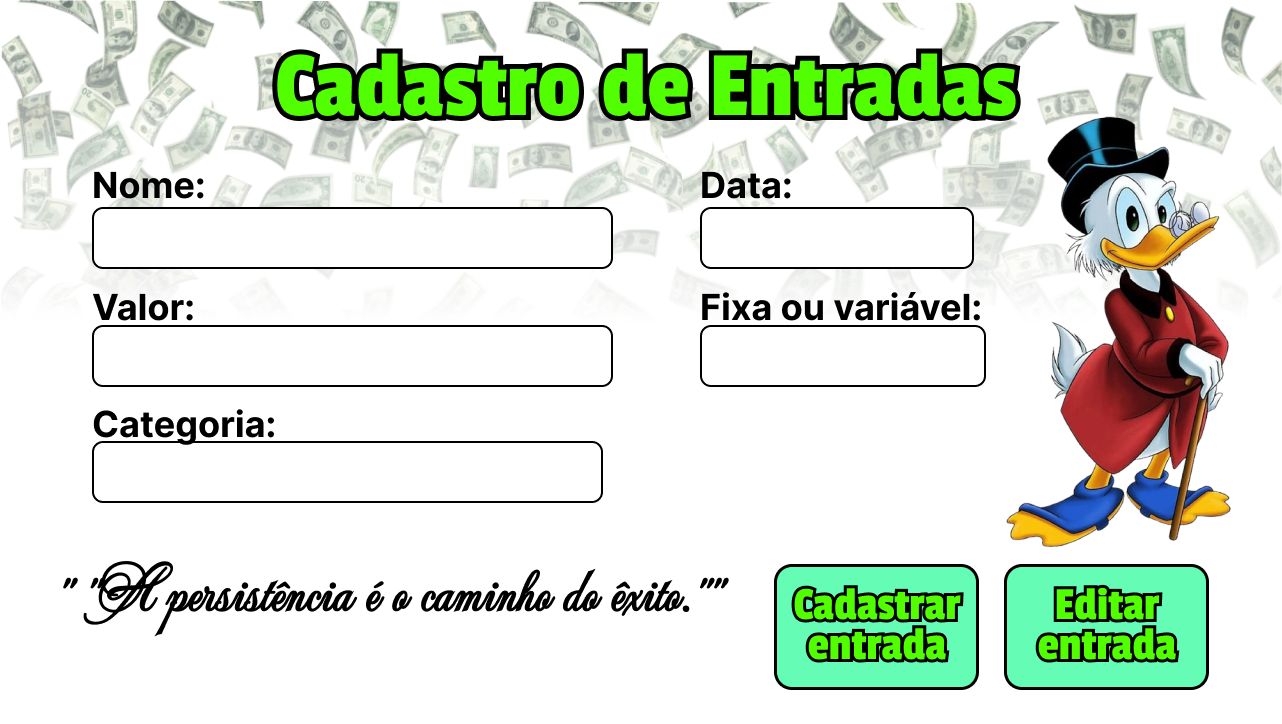 Cadastro de Entradas
Nome:
Data:
Valor:
Fixa ou variável:
Categoria:
" "A persistência é o caminho do êxito.""
Cadastrar
entrada
Editar
entrada